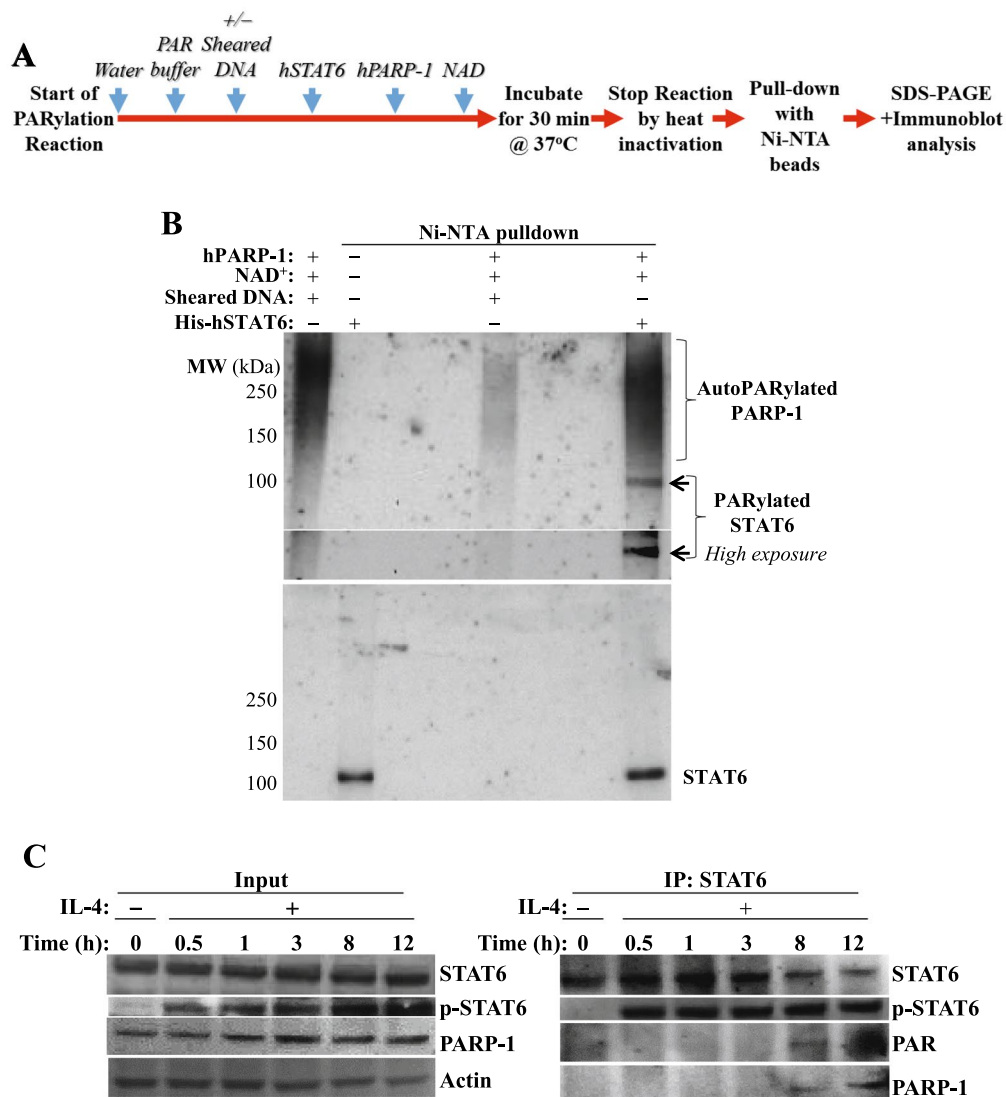 A
Water
PAR buffer
+/− Sheared DNA
hSTAT6
hPARP-1
NAD
Start of PARylation Reaction
Incubate for 30 min @ 37°C
Stop Reaction by heat inactivation
Pull-down with Ni-NTA beads
SDS-PAGE +Immunoblot analysis
B
Ni-NTA pulldown
hPARP-1: + − + +
NAD⁺: + − + +
Sheared DNA: + − + −
His-hSTAT6: − + − +
MW (kDa)
250
150
100
AutoPARylated PARP-1
PARylated STAT6
High exposure
250
150
100
STAT6
C
Input
IL-4: − +
Time (h): 0 0.5 1 3 8 12
STAT6
p-STAT6
PARP-1
Actin
IP: STAT6
IL-4: − +
Time (h): 0 0.5 1 3 8 12
STAT6
p-STAT6
PAR
PARP-1